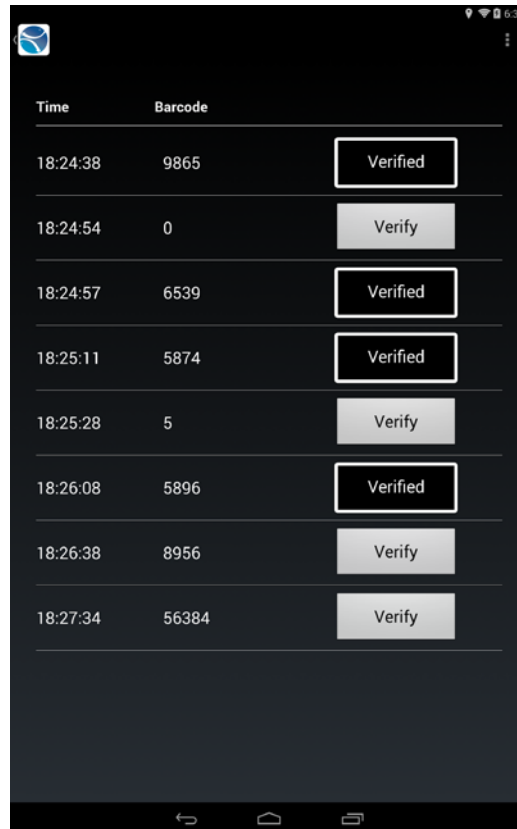 Time Barcode
18:24:38 9865 Verified
18:24:54 0 Verify
18:24:57 6539 Verified
18:25:11 5874 Verified
18:25:28 5 Verify
18:26:08 5896 Verified
18:26:38 8956 Verify
18:27:34 56384 Verify